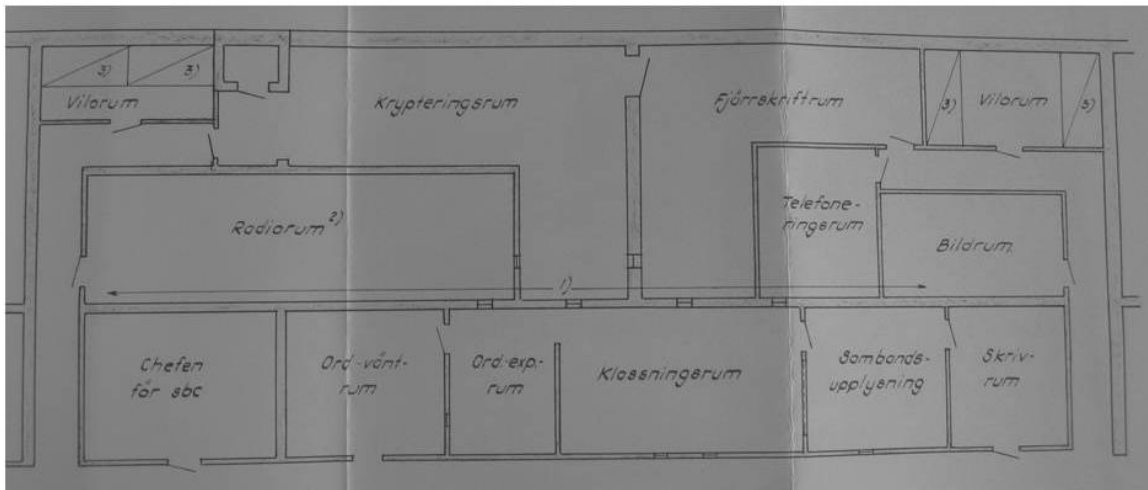 3) 3)
Vilorum
Krypteringsrum
Fjärrskriftrum
3)
Vilorum
3)
Radiorum 2)
Telefone-
ringsrum
Bildrum.
1)
Chefen
för sbc
Ord-vänt-
rum
Ord.exp.-
rum
Klassningsrum
Sambands-
upplysning
Skriv-
rum